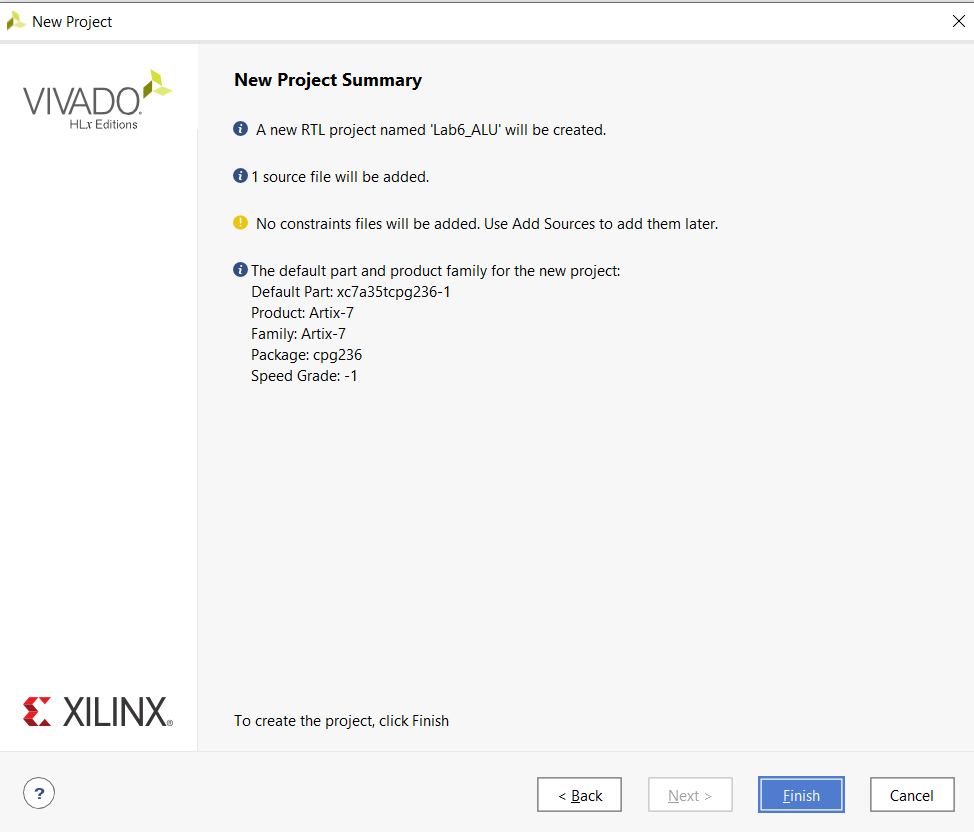 New Project
VIVADO.
HLx Editions
New Project Summary
A new RTL project named 'Lab6_ALU' will be created.
1 source file will be added.
No constraints files will be added. Use Add Sources to add them later.
The default part and product family for the new project:
Default Part: xc7a35tcpg236-1
Product: Artix-7
Family: Artix-7
Package: cpg236
Speed Grade: -1
XILINX®
To create the project, click Finish
?
< Back
Next >
Finish
Cancel